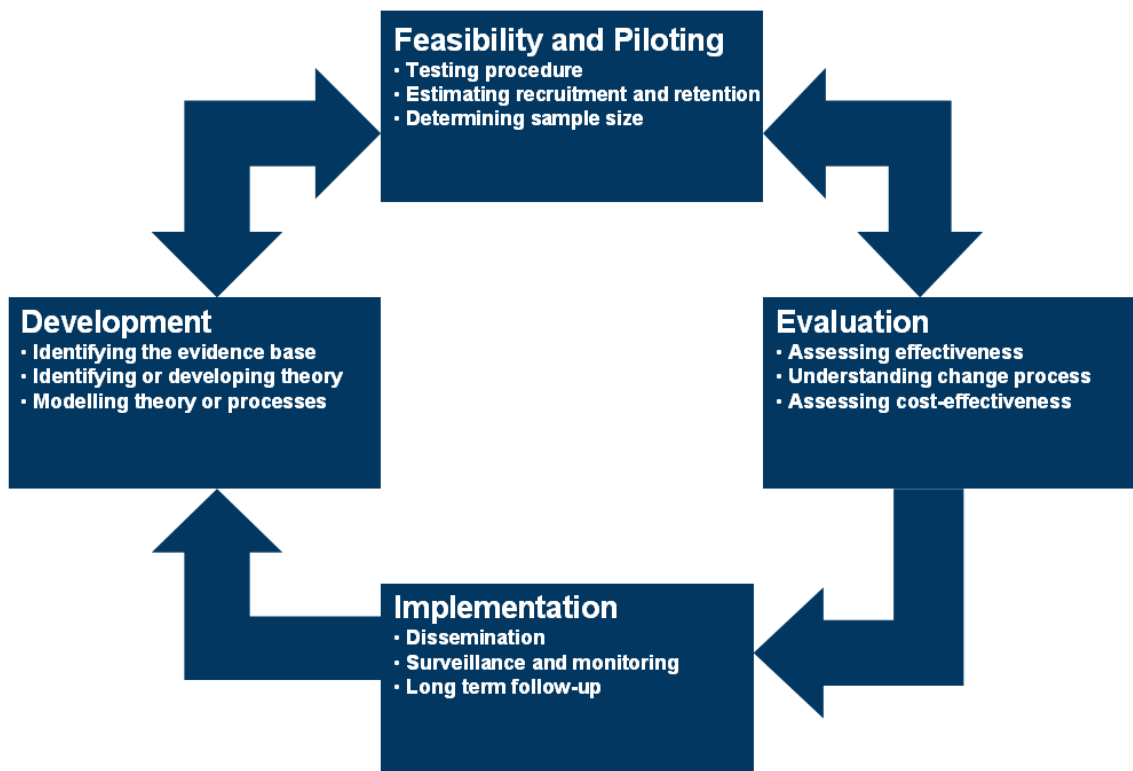 Feasibility and Piloting
· Testing procedure
· Estimating recruitment and retention
· Determining sample size
Development
· Identifying the evidence base
· Identifying or developing theory
· Modelling theory or processes
Evaluation
· Assessing effectiveness
· Understanding change process
· Assessing cost-effectiveness
Implementation
· Dissemination
· Surveillance and monitoring
· Long term follow-up